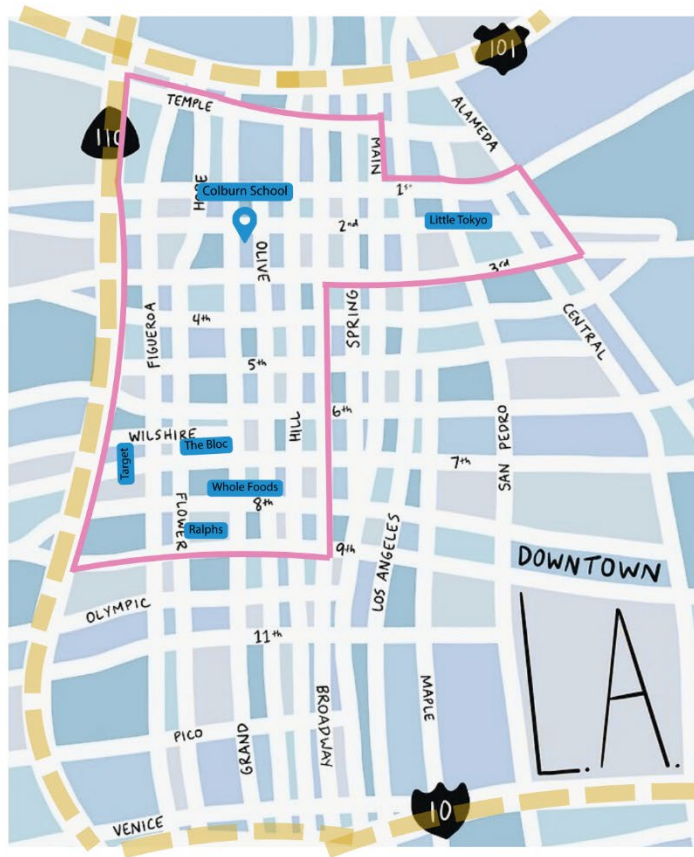 101
110
TEMPLE
ALAMEDA
MAIN
HOPE
Colburn School
1st
Little Tokyo
2nd
OLIVE
3rd
FIGUEROA
4th
SPRING
CENTRAL
5th
6th
HILL
WILSHIRE
The Bloc
Target
7th
SAN PEDRO
Whole Foods
8th
FLOWER
Ralphs
9th
LOS ANGELES
DOWNTOWN
L.A.
OLYMPIC
11th
MAPLE
BROADWAY
GRAND
PICO
10
VENICE